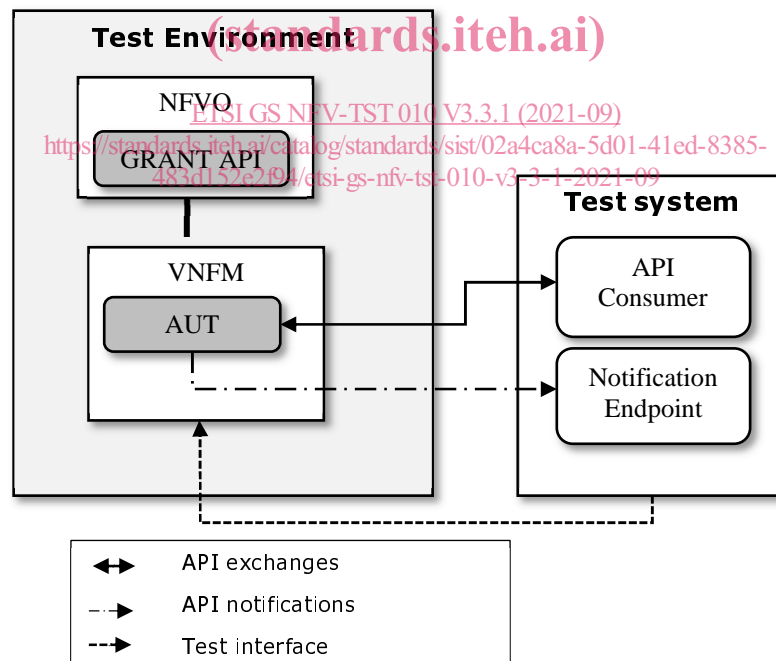 (standards.iteh.ai)
Test Environment
NFVO
ETSI GS NFV-TST 010 V3.3.1 (2021-09)
https://standards.iteh.ai/catalog/standards/sist/02a4ca8a-5d01-41ed-8385-
GRANT API
483d152e2f94/etsi-gs-nfv-tst-010-v3-3-1-2021-09
Test system
VNFM
API
Consumer
AUT
Notification
Endpoint
API exchanges
API notifications
Test interface